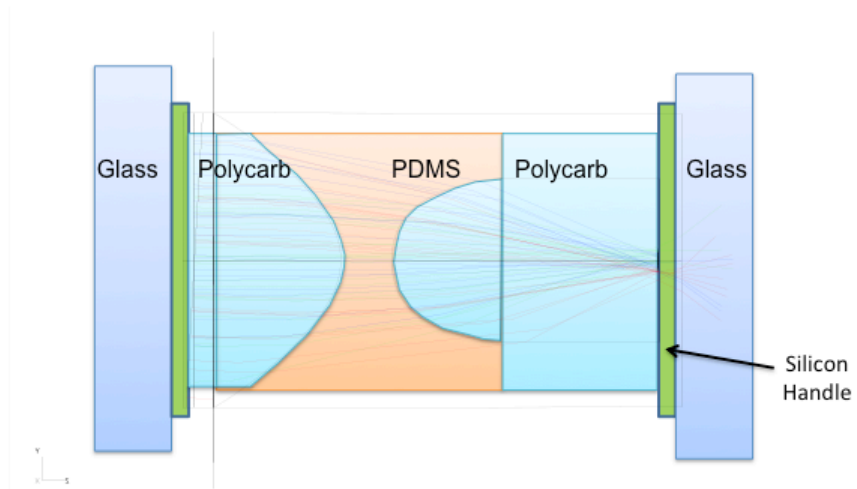 Glass
Polycarb
PDMS
Polycarb
Glass
Silicon
Handle
Y
X
S